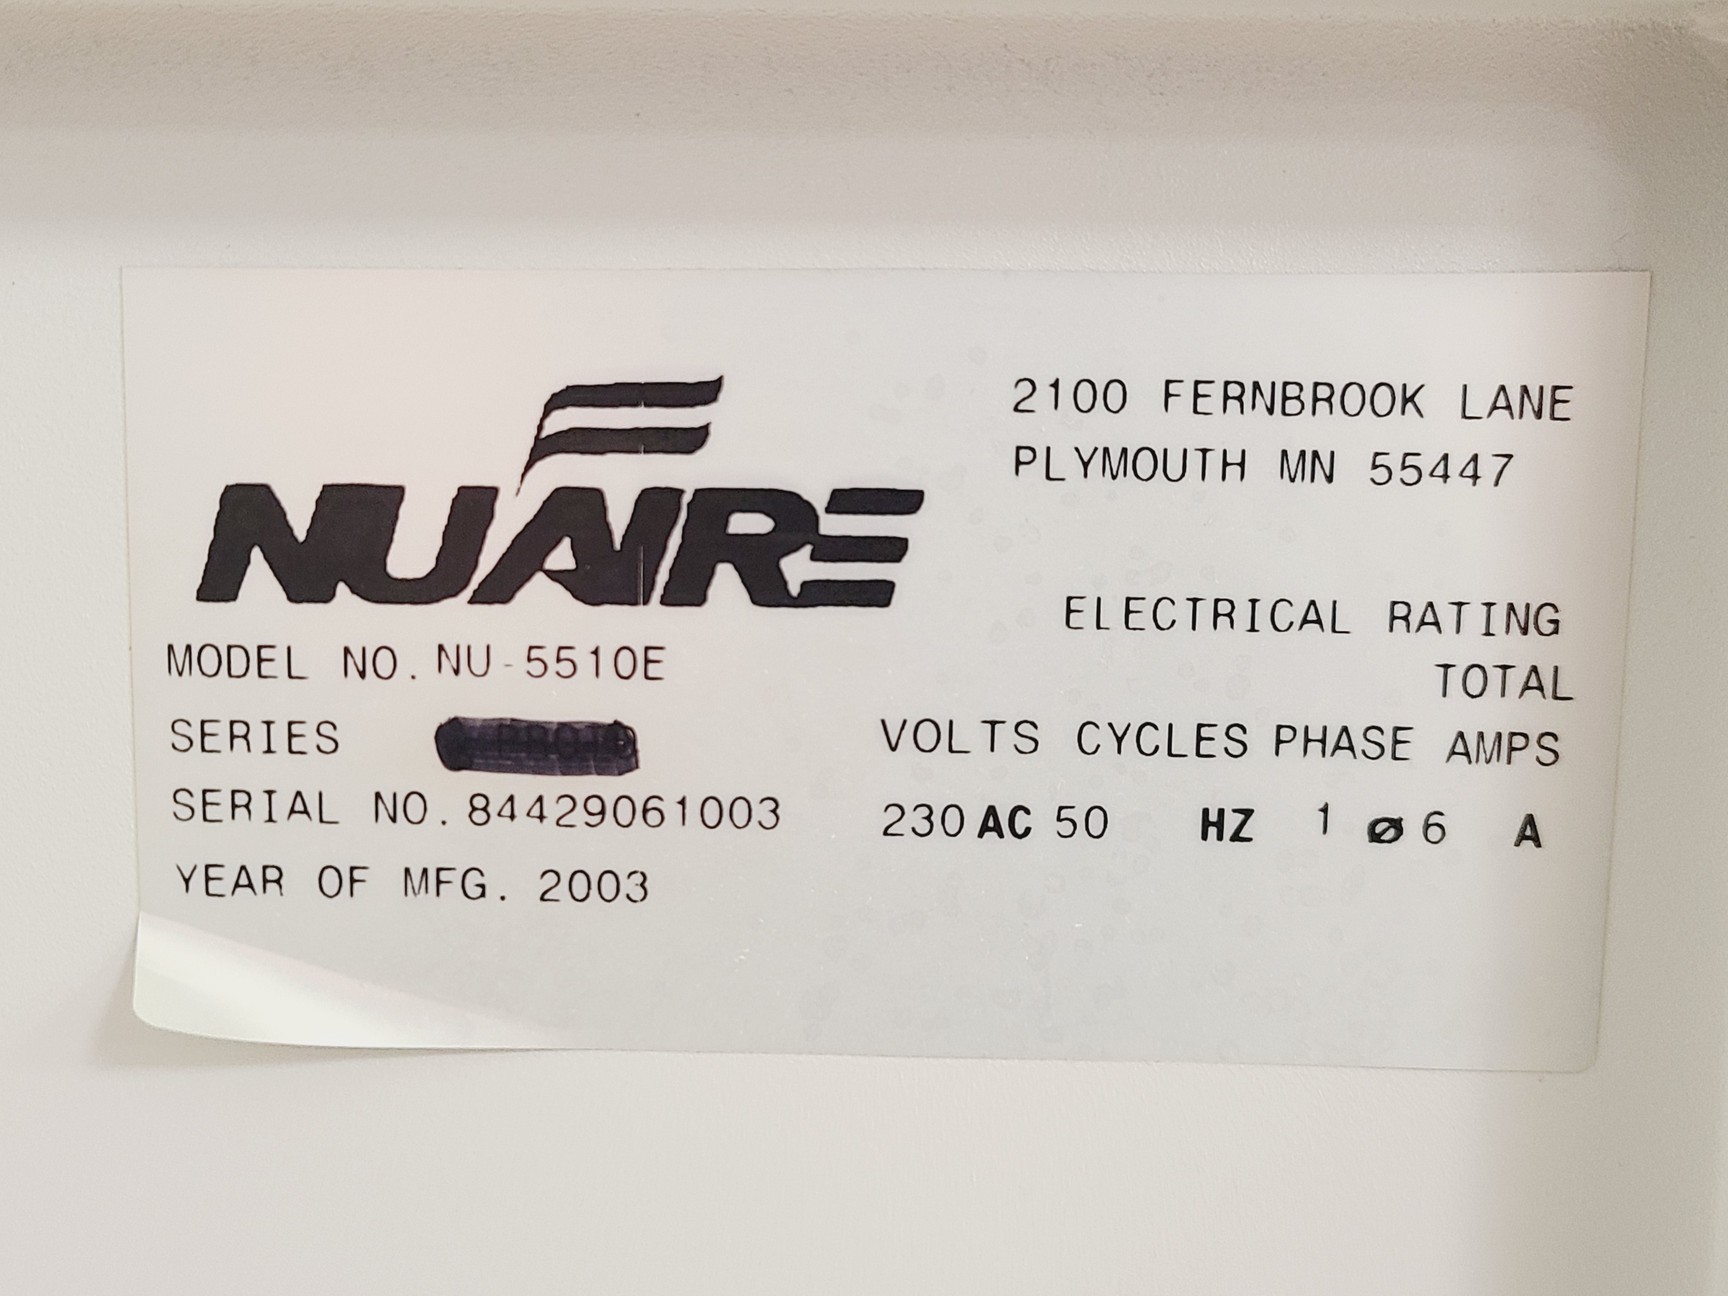 NUAIRE
2100 FERNBROOK LANE
PLYMOUTH MN 55447
MODEL NO. NU-5510E
SERIES
SERIAL NO. 84429061003
YEAR OF MFG. 2003
ELECTRICAL RATING
TOTAL
VOLTS CYCLES PHASE AMPS
230 AC 50 HZ 1 ø 6 A